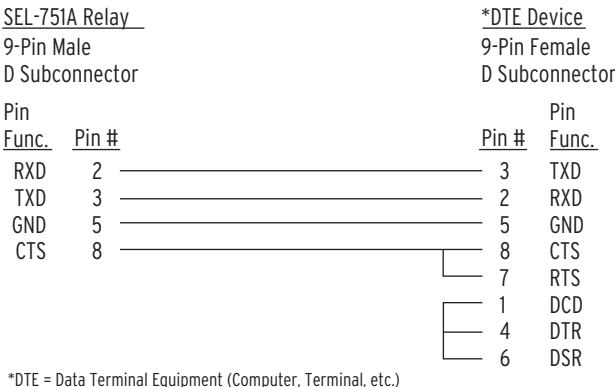 SEL-751A Relay *DTE Device
9-Pin Male 9-Pin Female
D Subconnector D Subconnector
Pin Pin
Func. Pin # Pin # Func.
RXD 2 3 TXD
TXD 3 2 RXD
GND 5 5 GND
CTS 8 8 CTS
7 RTS
1 DCD
4 DTR
6 DSR
*DTE = Data Terminal Equipment (Computer, Terminal, etc.)